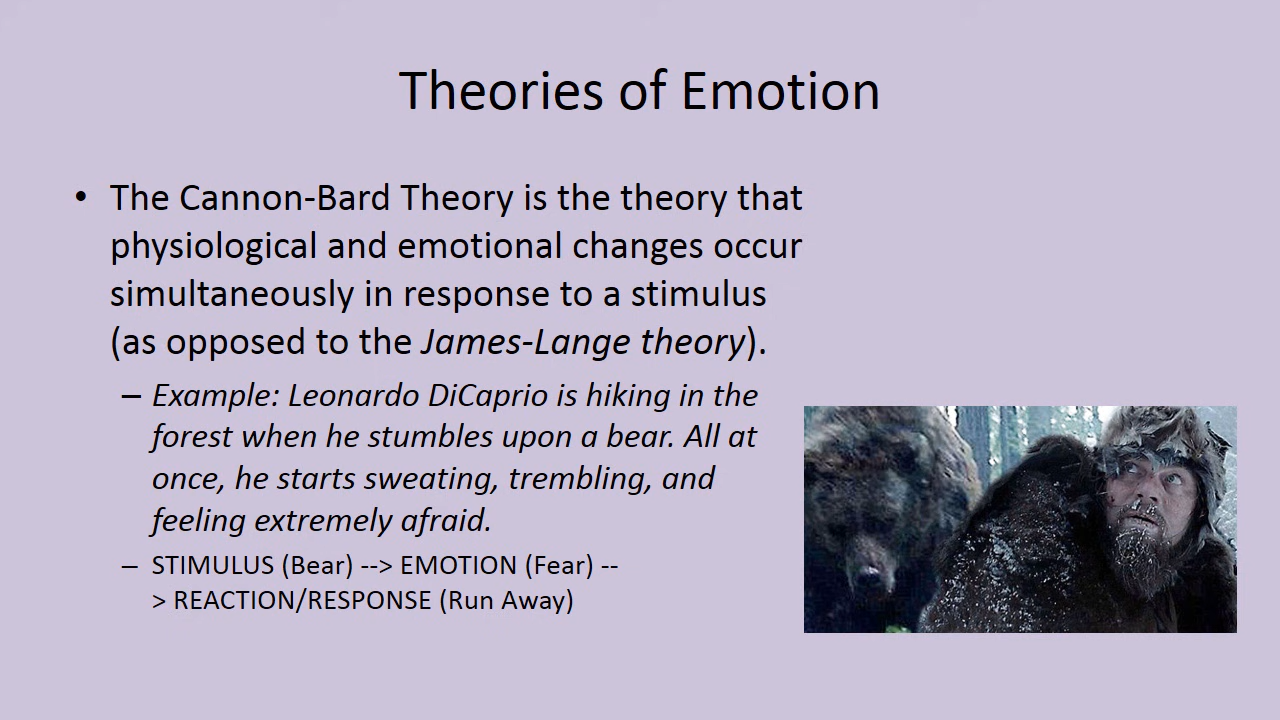 Theories of Emotion
• The Cannon-Bard Theory is the theory that
physiological and emotional changes occur
simultaneously in response to a stimulus
(as opposed to the James-Lange theory).
– Example: Leonardo DiCaprio is hiking in the
forest when he stumbles upon a bear. All at
once, he starts sweating, trembling, and
feeling extremely afraid.
– STIMULUS (Bear) --> EMOTION (Fear) --
> REACTION/RESPONSE (Run Away)